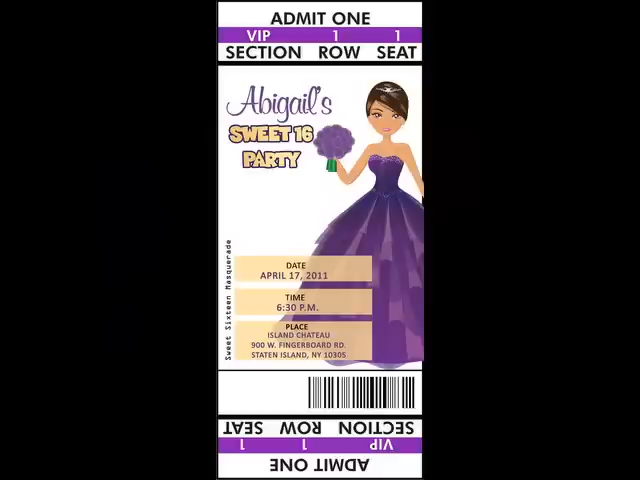 ADMIT ONE
VIP 1 1
SECTION ROW SEAT
Abigail's
SWEET 16
PARTY
Sweet Sixteen Masquerade
DATE
APRIL 17, 2011
TIME
6:30 P.M.
PLACE
ISLAND CHATEAU
900 W. FINGERBOARD RD.
STATEN ISLAND, NY 10305
SECTION ROW SEAT
VIP 1 1
ADMIT ONE